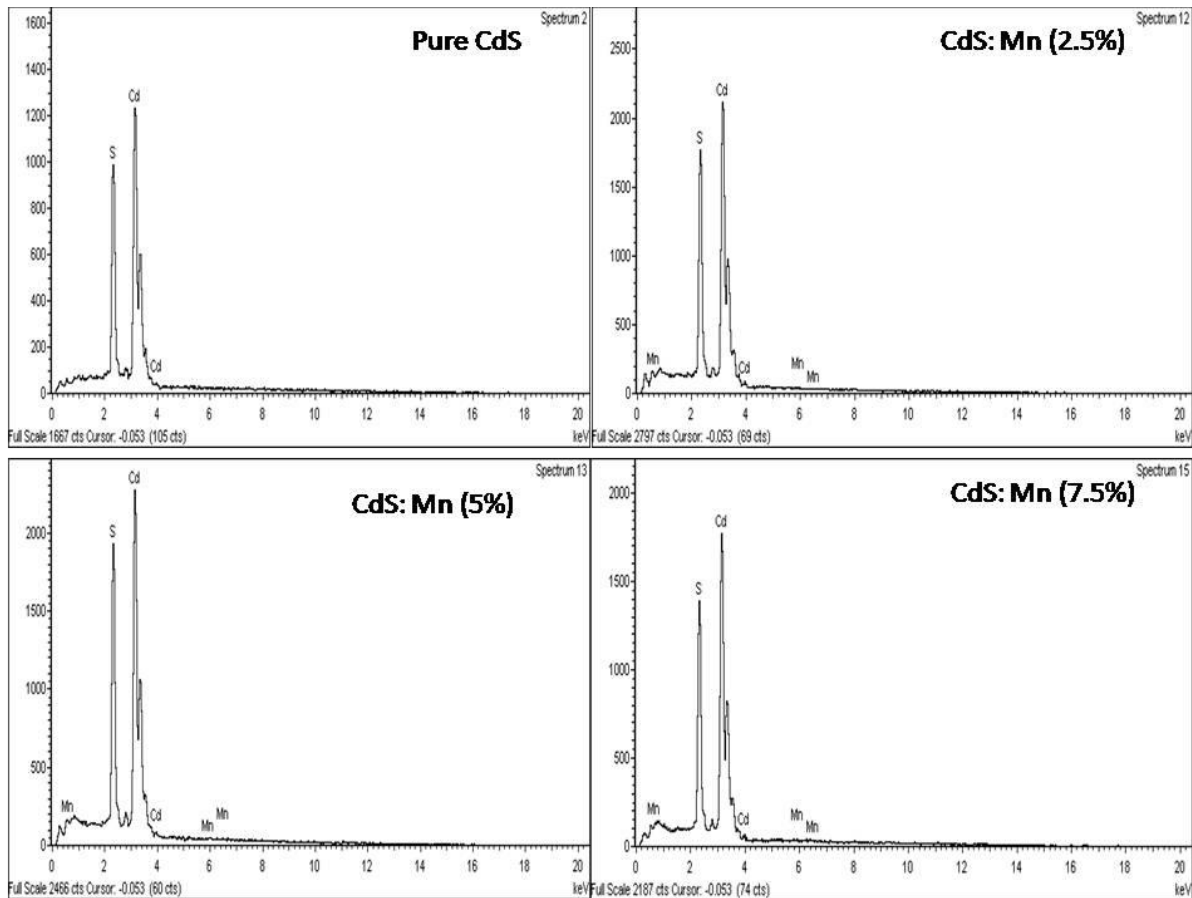 Spectrum 2
Pure CdS
1600
1400
1200
1000
800
600
400
200
0
Cd
S
Cd
0 2 4 6 8 10 12 14 16 18 20
Full Scale 1667 cts Cursor: -0.053 (105 cts) keV
Spectrum 12
CdS: Mn (2.5%)
2500
2000
1500
1000
500
0
Cd
S
Mn
Cd
Mn
Mn
0 2 4 6 8 10 12 14 16 18 20
Full Scale 2797 cts Cursor: -0.053 (69 cts) keV
Spectrum 13
CdS: Mn (5%)
2000
1500
1000
500
0
Cd
S
Mn
Cd
Mn
Mn
0 2 4 6 8 10 12 14 16 18 20
Full Scale 2466 cts Cursor: -0.053 (60 cts) keV
Spectrum 15
CdS: Mn (7.5%)
2000
1500
1000
500
0
Cd
S
Mn
Cd
Mn
Mn
0 2 4 6 8 10 12 14 16 18 20
Full Scale 2187 cts Cursor: -0.053 (74 cts) keV